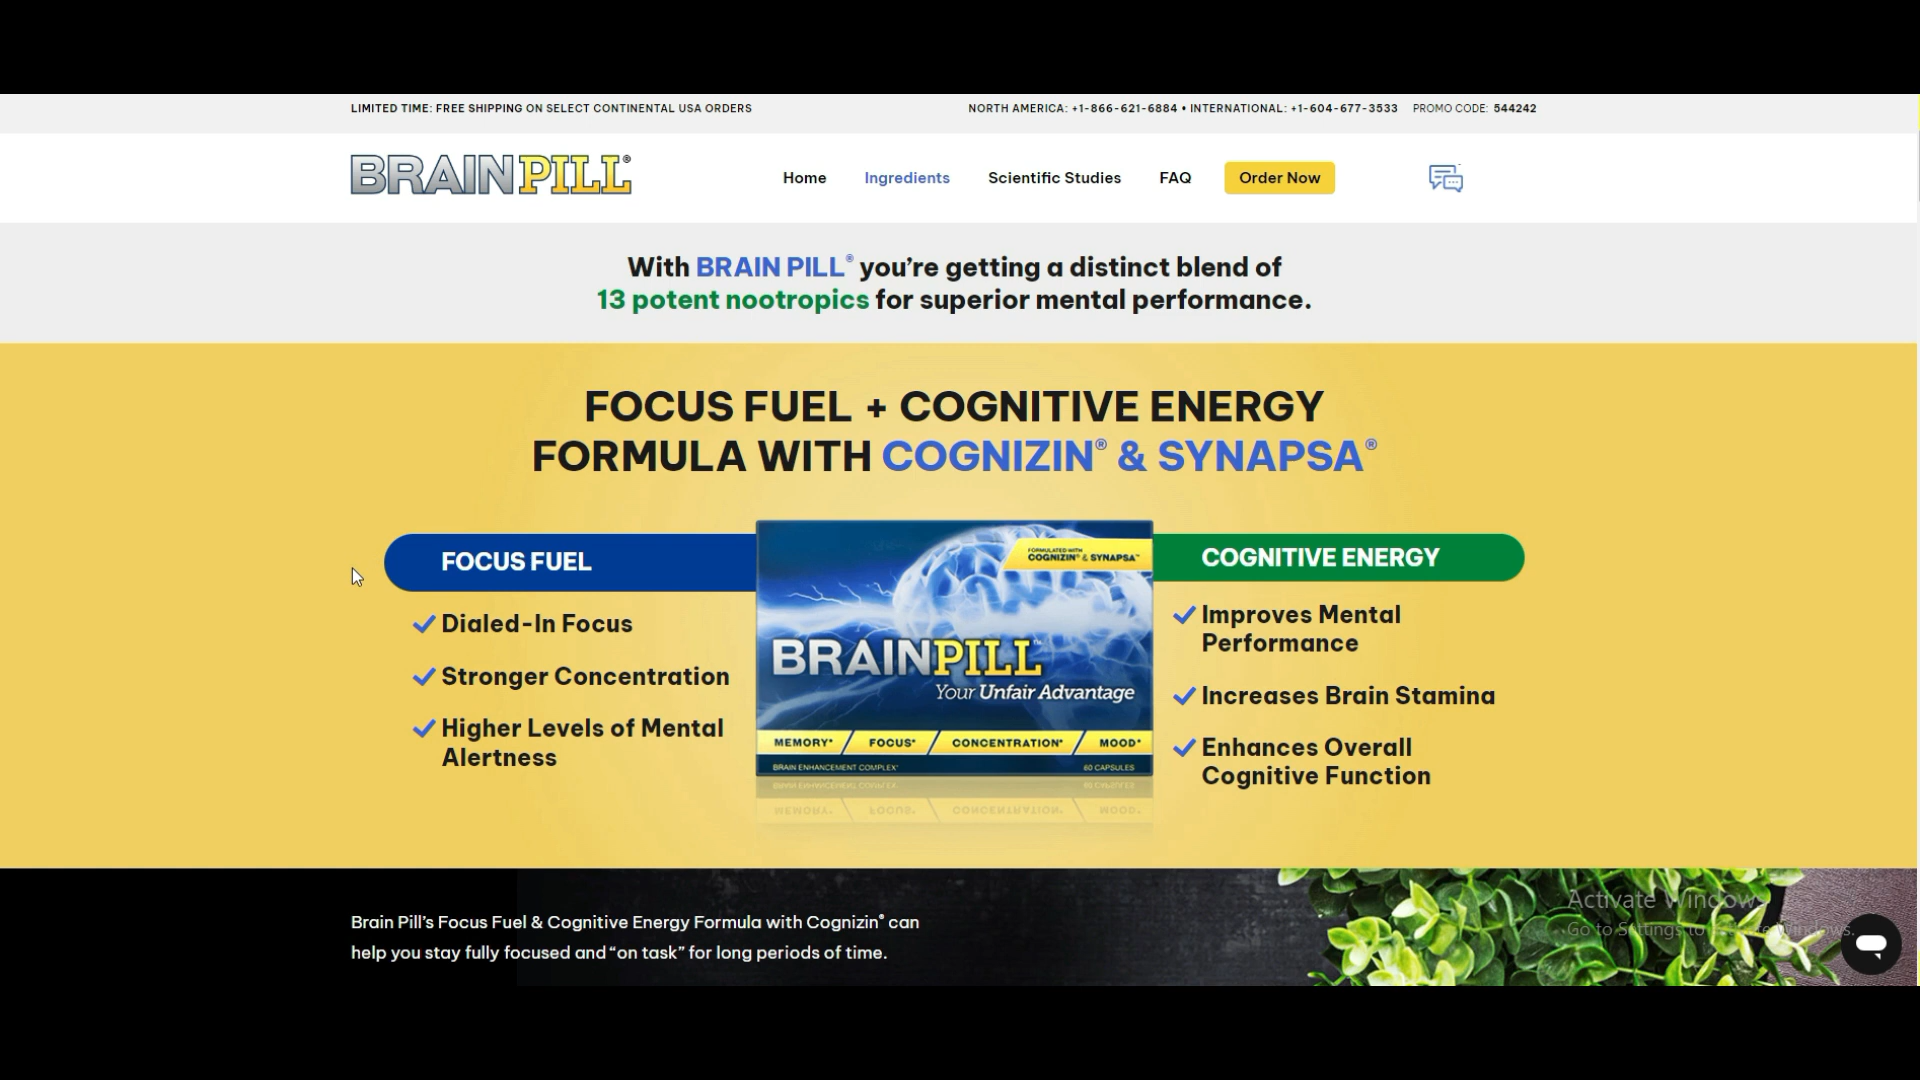 LIMITED TIME: FREE SHIPPING ON SELECT CONTINENTAL USA ORDERS
NORTH AMERICA: +1-866-621-6884 • INTERNATIONAL: +1-604-677-3533 PROMO CODE: 544242
BRAINPILL®
Home Ingredients Scientific Studies FAQ Order Now
With BRAIN PILL® you’re getting a distinct blend of
13 potent nootropics for superior mental performance.
FOCUS FUEL + COGNITIVE ENERGY
FORMULA WITH COGNIZIN® & SYNAPSA®
FOCUS FUEL
Dialed-In Focus
Stronger Concentration
Higher Levels of Mental
Alertness
FORMULATED WITH
COGNIZIN® & SYNAPSA™
BRAINPILL™
Your Unfair Advantage
MEMORY* FOCUS* CONCENTRATION* MOOD*
BRAIN ENHANCEMENT COMPLEX* 60 CAPSULES
COGNITIVE ENERGY
Improves Mental
Performance
Increases Brain Stamina
Enhances Overall
Cognitive Function
Brain Pill’s Focus Fuel & Cognitive Energy Formula with Cognizin® can
help you stay fully focused and “on task” for long periods of time.
Activate Windows
Go to Settings to activate Windows.